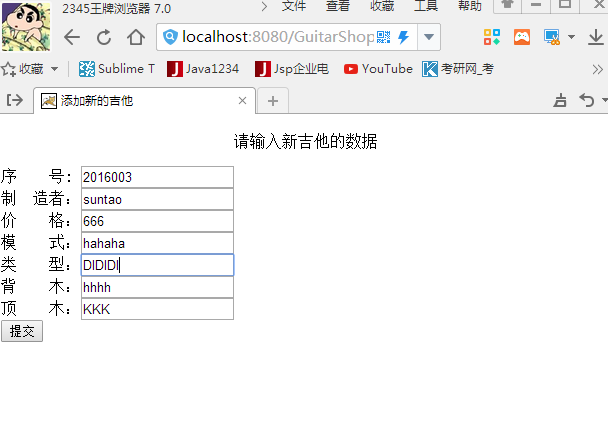 2345王牌浏览器 7.0 文件 查看 收藏 工具 帮助
localhost:8080/GuitarShop
收藏 Sublime T Java1234 Jsp企业电 YouTube 考研网_考
添加新的吉他
请输入新吉他的数据
序 号: 2016003
制 造者: suntao
价 格: 666
模 式: hahaha
类 型: DIDIDI
背 木: hhhh
顶 木: KKK
提交